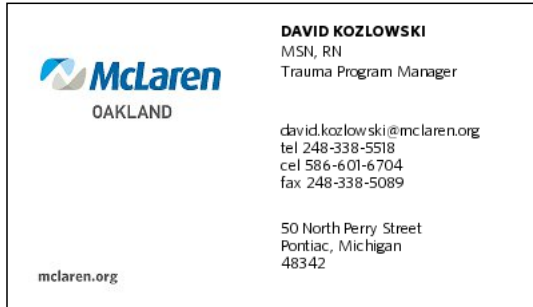 McLaren
OAKLAND
mclaren.org
DAVID KOZLOWSKI
MSN, RN
Trauma Program Manager
david.kozlowski@mclaren.org
tel 248-338-5518
cel 586-601-6704
fax 248-338-5089
50 North Perry Street
Pontiac, Michigan
48342